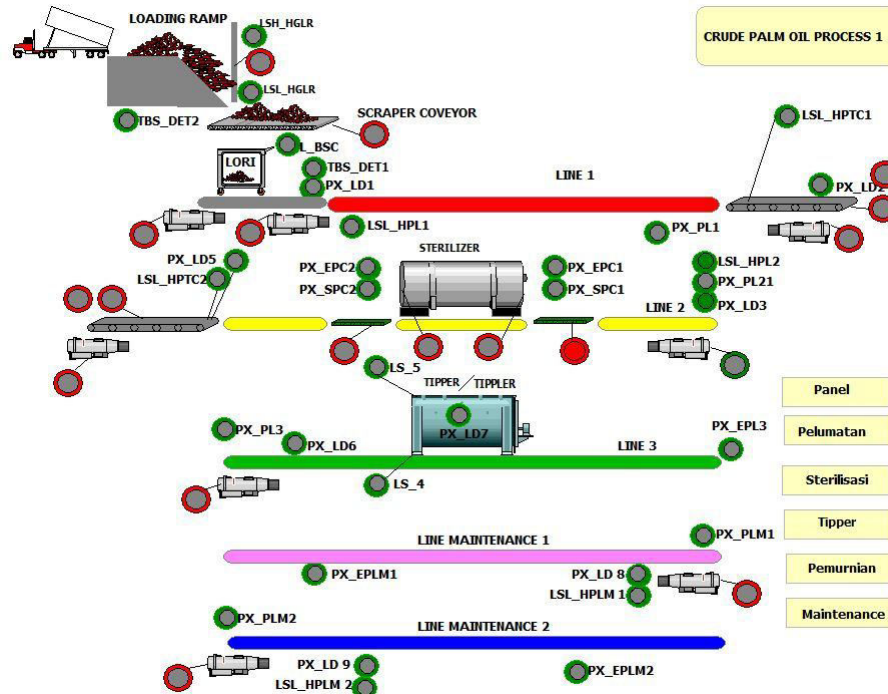 LOADING RAMP
LSH_HGLR
CRUDE PALM OIL PROCESS 1
LSL_HGLR
TBS_DET2
SCRAPER COVEYOR
LSL_HPTC1
L_BSC
LORI
TBS_DET1
PX_LD1
LINE 1
PX_LD2
LSL_HPL1
PX_PL1
PX_LD5
LSL_HPTC2
STERILIZER
PX_EPC2
PX_SPC2
PX_EPC1
PX_SPC1
LSL_HPL2
PX_PL21
PX_LD3
LINE 2
LS_5
TIPPER
TIPPLER
Panel
PX_PL3
PX_LD6
PX_LD7
LINE 3
PX_EPL3
Pelumatan
LS_4
Sterilisasi
Tipper
LINE MAINTENANCE 1
PX_PLM1
PX_EPLM1
PX_LD 8
LSL_HPLM 1
Pemurnian
PX_PLM2
LINE MAINTENANCE 2
Maintenance
PX_LD 9
LSL_HPLM 2
PX_EPLM2